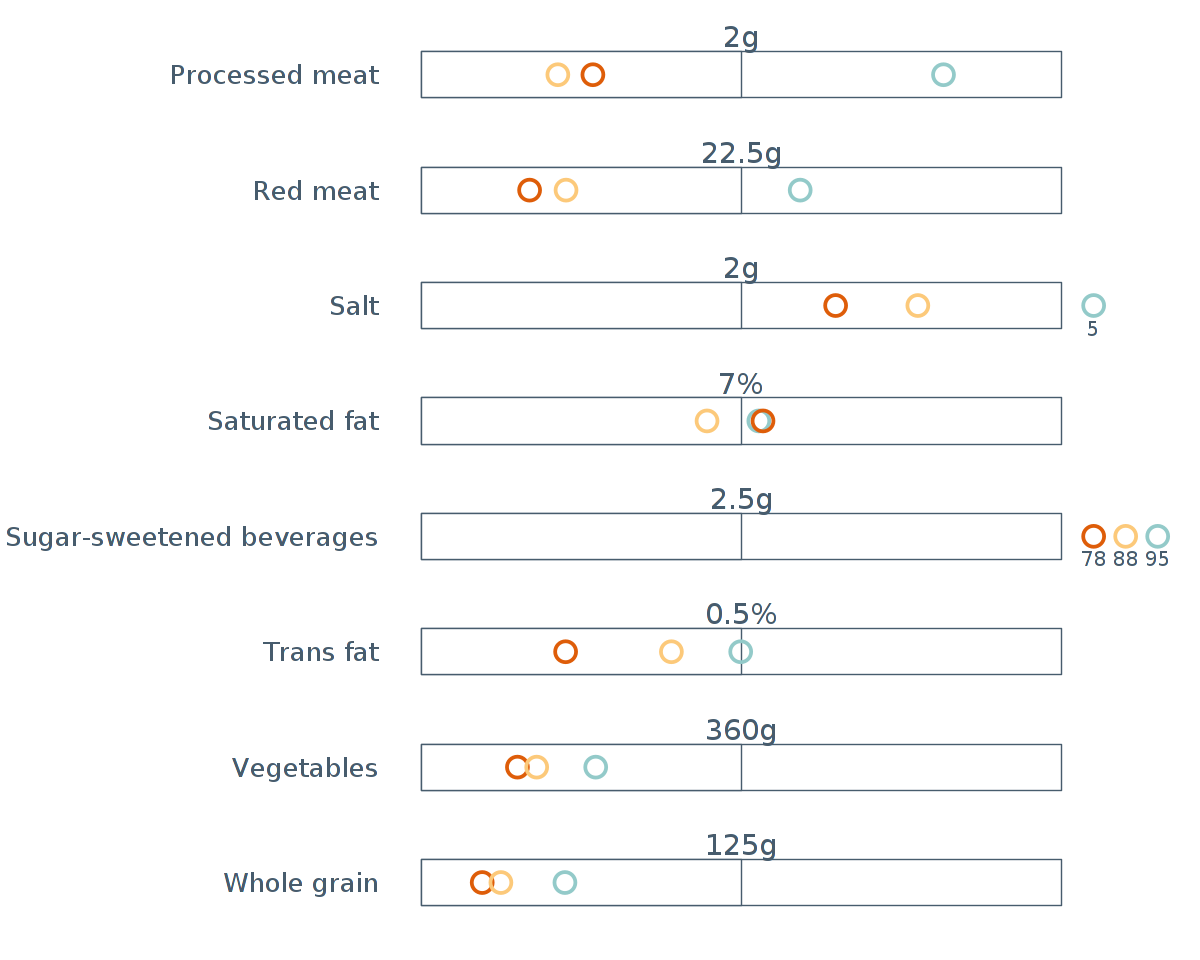 2g
Processed meat
22.5g
Red meat
2g
Salt
5
7%
Saturated fat
2.5g
Sugar-sweetened beverages
78 88 95
0.5%
Trans fat
360g
Vegetables
125g
Whole grain